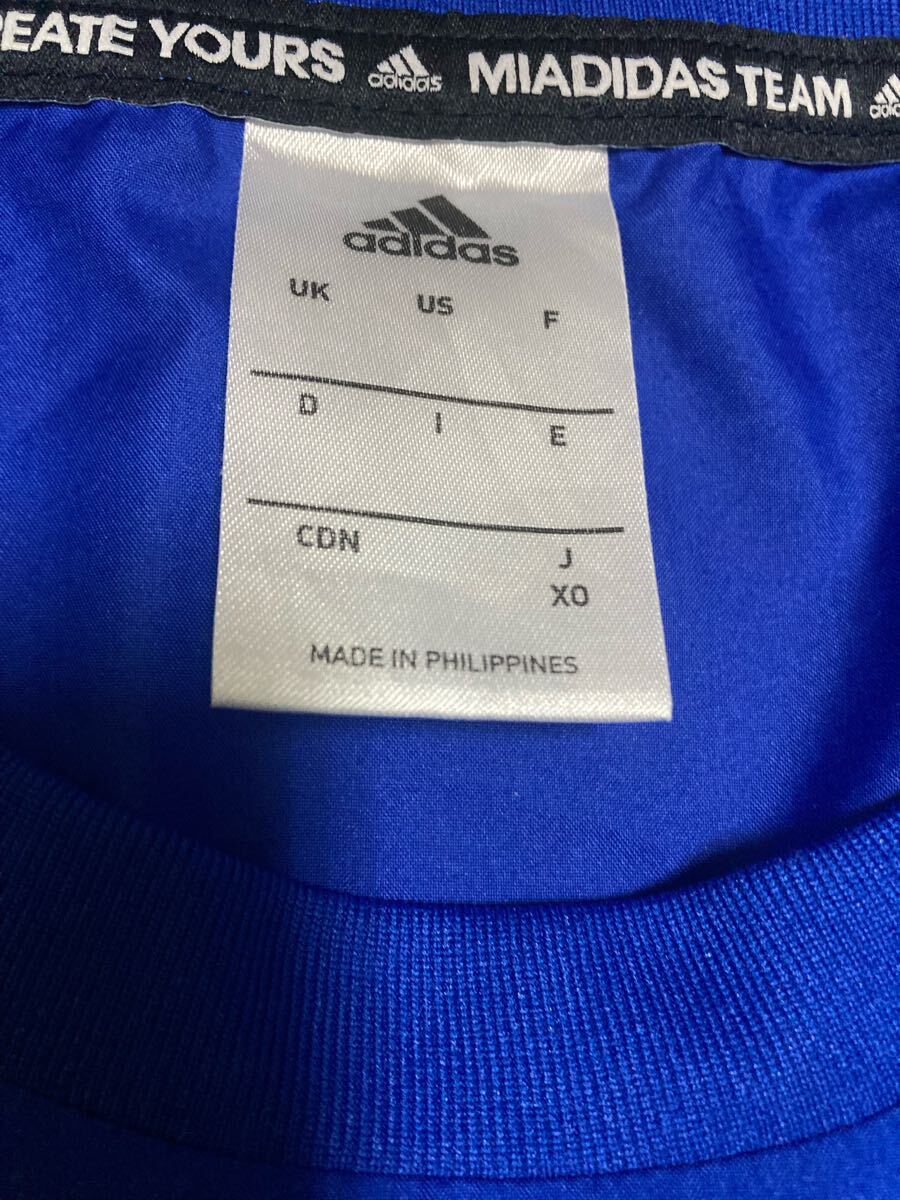 EATE YOURS adidas MIADIDAS TEAM
adidas
UK US F
D I E
CDN J
XO
MADE IN PHILIPPINES